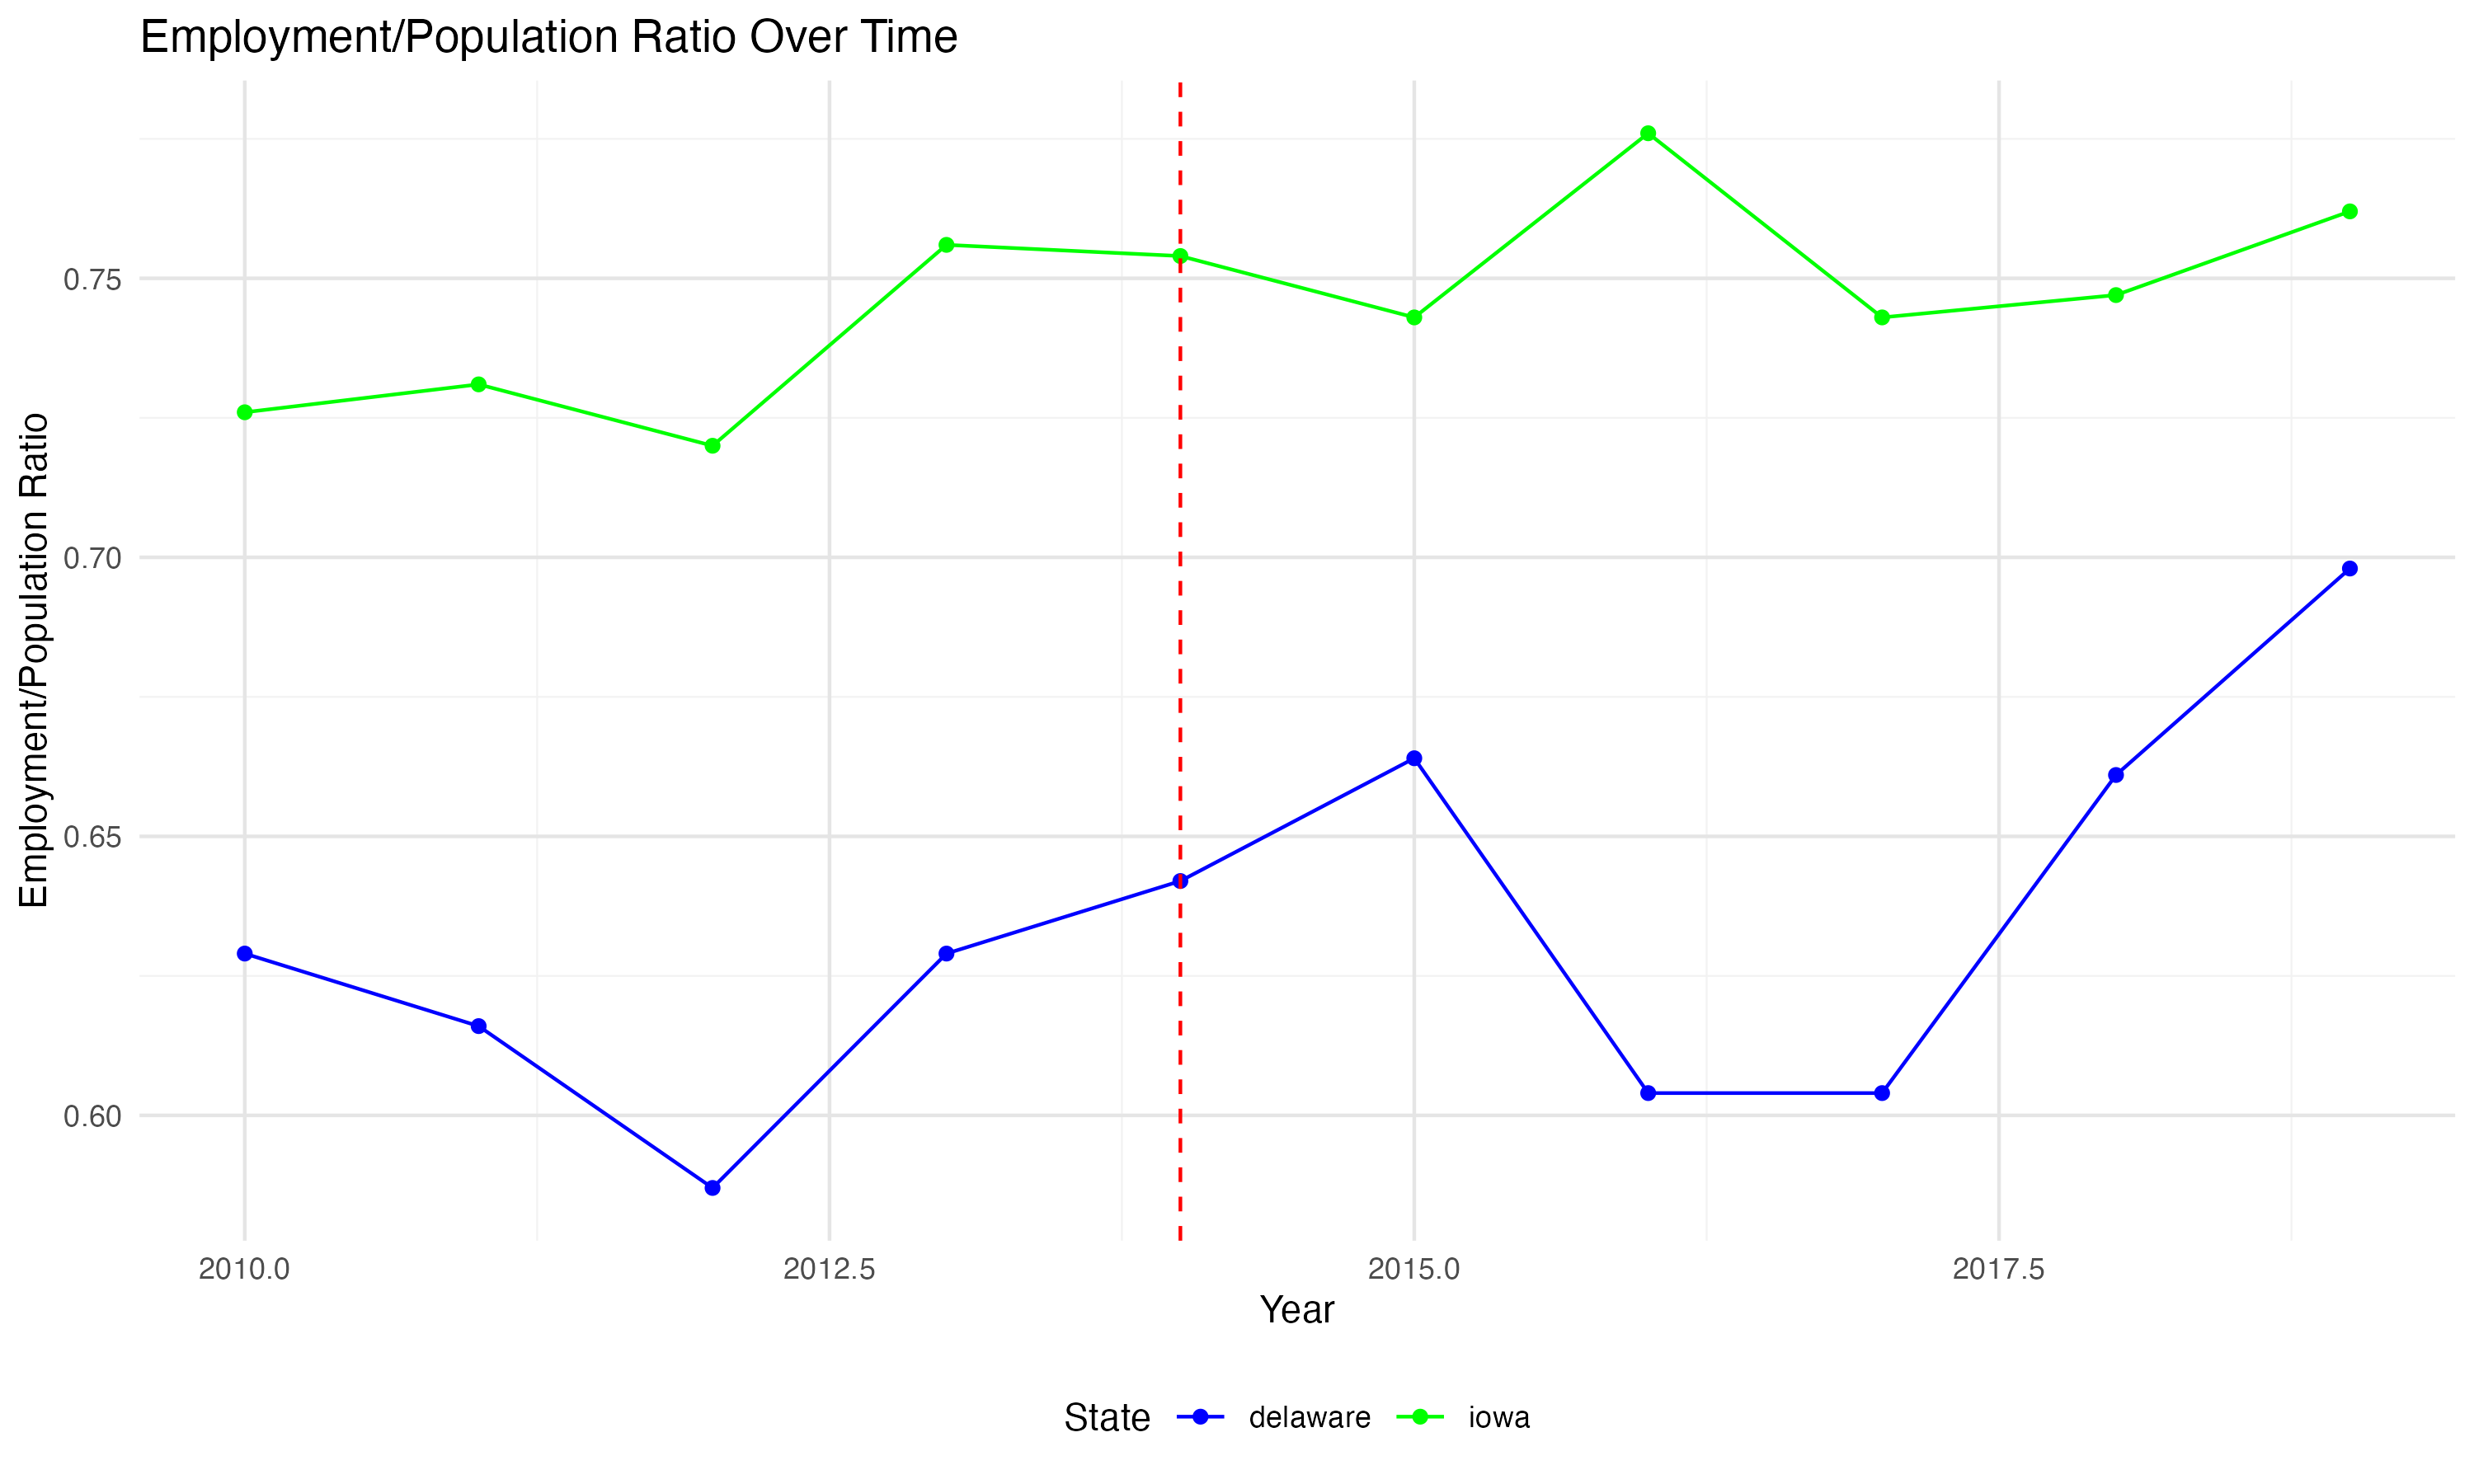 Employment/Population Ratio Over Time
Employment/Population Ratio
0.75
0.70
0.65
0.60
2010.0 2012.5 2015.0 2017.5
Year
State delaware iowa